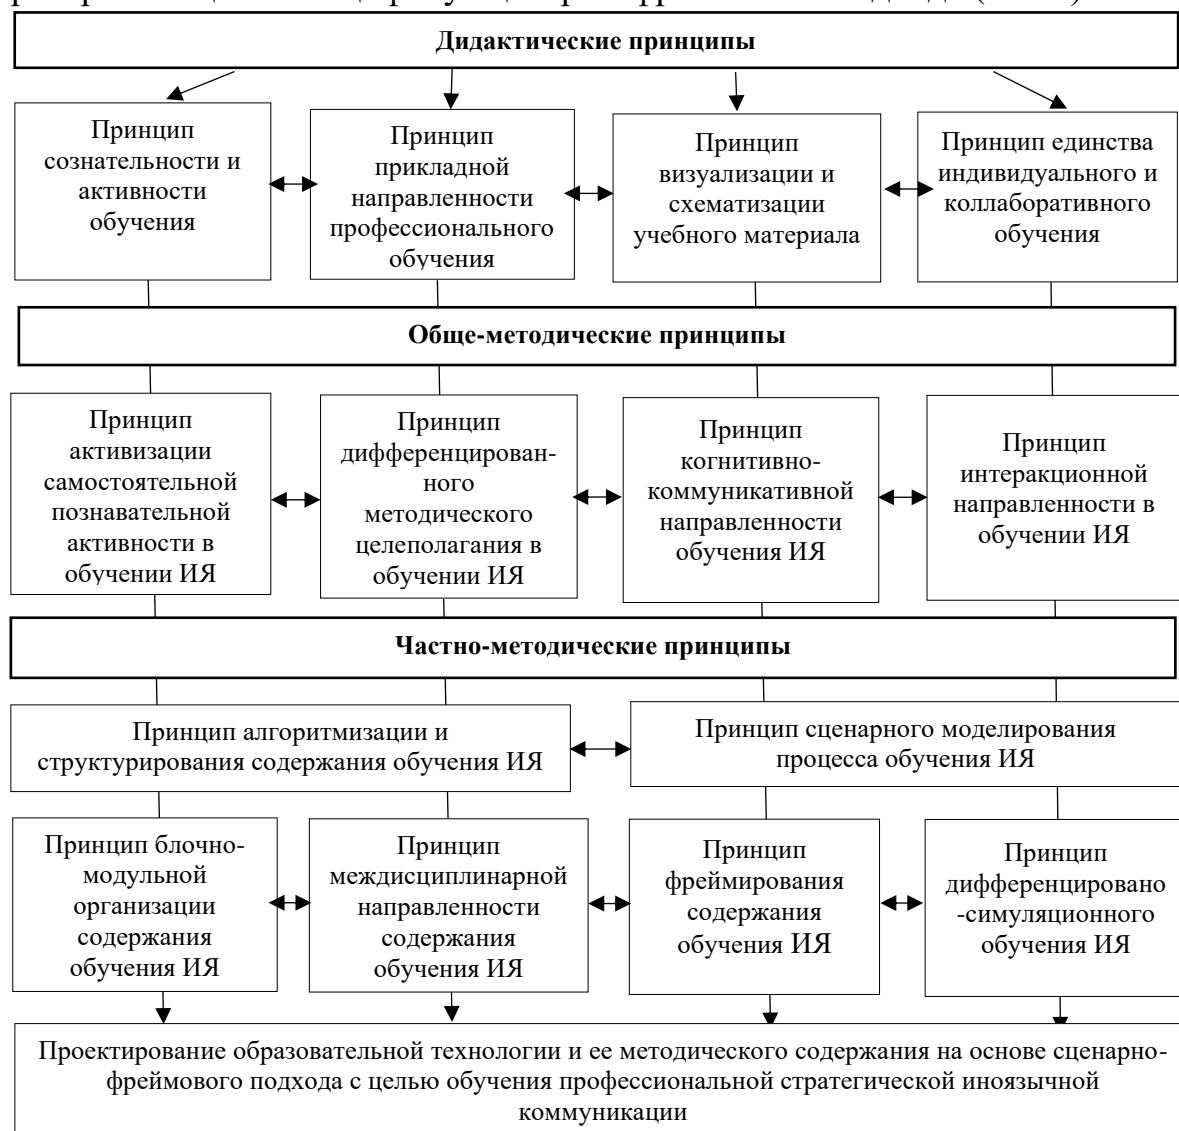 Дидактические принципы
Принцип
сознательности и
активности
обучения
Принцип
прикладной
направленности
профессионального
обучения
Принцип
визуализации и
схематизации
учебного материала
Принцип единства
индивидуального и
коллаборативного
обучения
Обще-методические принципы
Принцип
активизации
самостоятельной
познавательной
активности в
обучении ИЯ
Принцип
дифференцирован-
ного
методического
целеполагания в
обучении ИЯ
Принцип
когнитивно-
коммуникативной
направленности
обучения ИЯ
Принцип
интеракционной
направленности в
обучении ИЯ
Частно-методические принципы
Принцип алгоритмизации и
структурирования содержания обучения ИЯ
Принцип сценарного моделирования
процесса обучения ИЯ
Принцип блочно-
модульной
организации
содержания
обучения ИЯ
Принцип
междисциплинарной
направленности
содержания
обучения ИЯ
Принцип
фреймирования
содержания
обучения ИЯ
Принцип
дифференцировано
-симуляционного
обучения ИЯ
Проектирование образовательной технологии и ее методического содержания на основе сценарно-
фреймового подхода с целью обучения профессиональной стратегической иноязычной
коммуникации